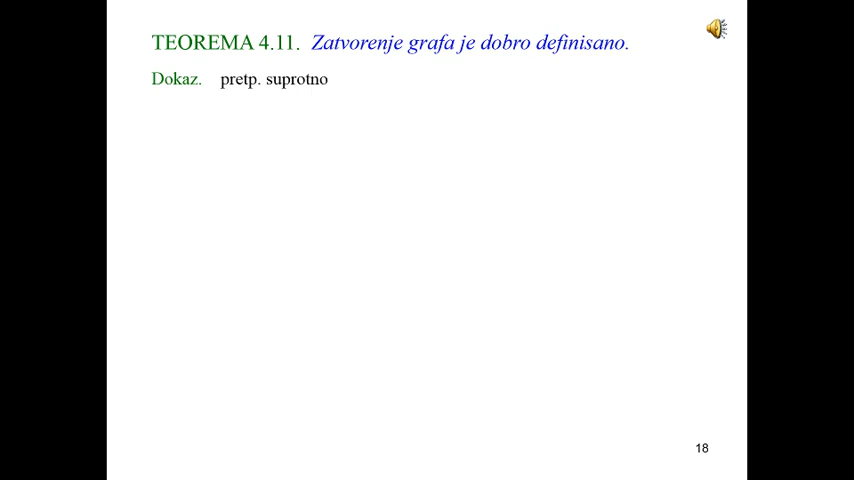 TEOREMA 4.11. Zatvorenje grafa je dobro definisano.
Dokaz. pretp. suprotno
18